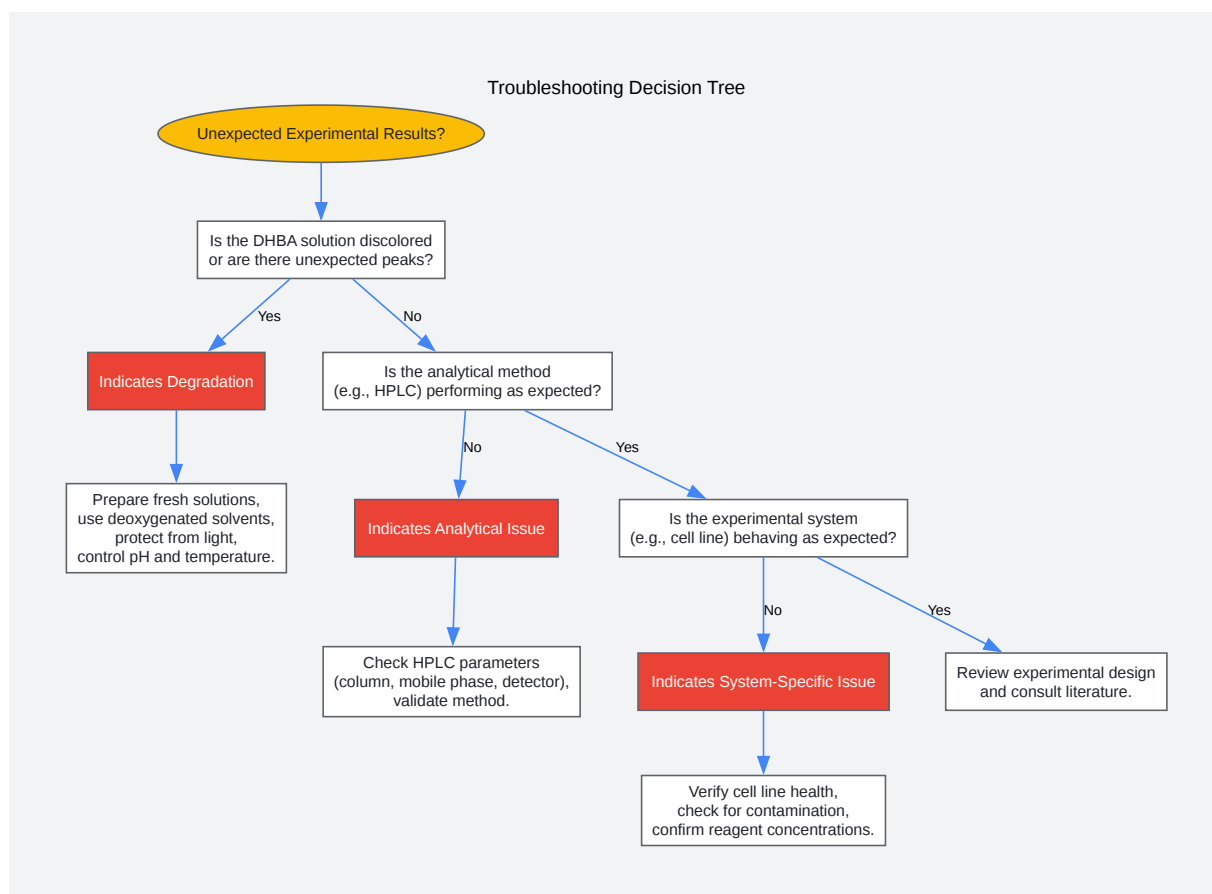 Troubleshooting Decision Tree
Unexpected Experimental Results?
Is the DHBA solution discolored
or are there unexpected peaks?
Yes
No
Indicates Degradation
Is the analytical method
(e.g., HPLC) performing as expected?
Prepare fresh solutions,
use deoxygenated solvents,
protect from light,
control pH and temperature.
No
Yes
Indicates Analytical Issue
Is the experimental system
(e.g., cell line) behaving as expected?
Check HPLC parameters
(column, mobile phase, detector),
validate method.
No
Yes
Indicates System-Specific Issue
Review experimental design
and consult literature.
Verify cell line health,
check for contamination,
confirm reagent concentrations.